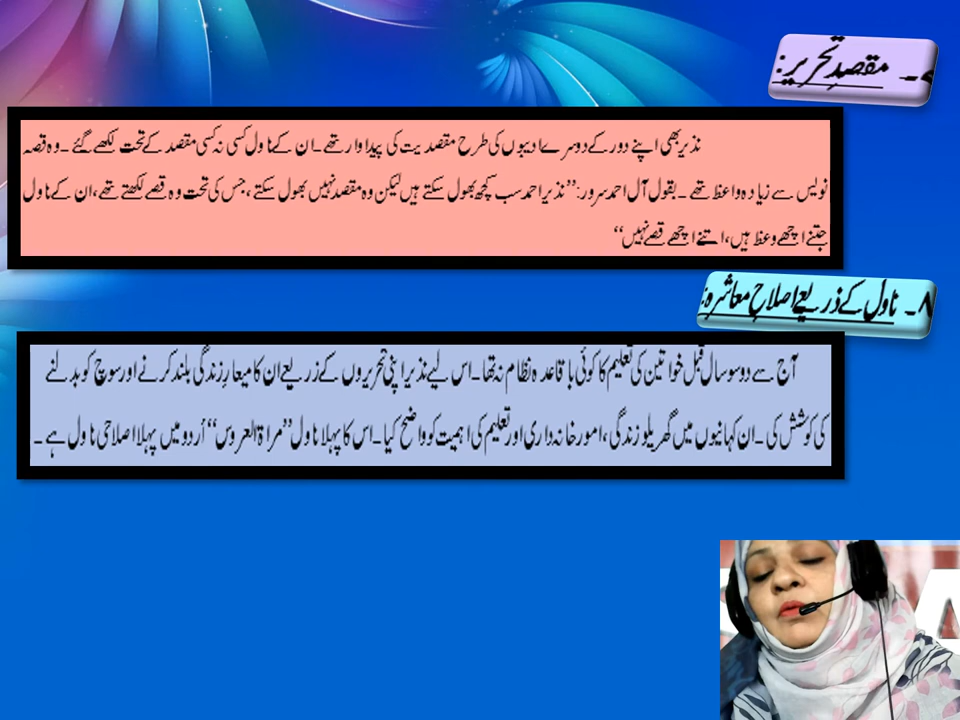 ۷۔ مقصدِ تحریر:
نذیر بھی اپنے دور کے دوسرے ادیبوں کی طرح مقصدیت کی پیداوار تھے۔ ان کے ناول کسی نہ کسی مقصد کے تحت لکھے گئے۔ وہ قصہ
نویس سے زیادہ واعظ تھے۔ بقول آل احمد سرور: ’’نذیر احمد سب کچھ بھول سکتے ہیں لیکن وہ مقصد نہیں بھول سکتے، جس کی تحت وہ قصے لکھتے تھے، ان کے ناول
جتنے اچھے وعظ ہیں، اتنے اچھے قصے نہیں‘‘
۸۔ ناول کے ذریعے اصلاحِ معاشرہ:
آج سے دو سو سال قبل خواتین کی تعلیم کا کوئی باقاعدہ نظام نہ تھا۔ اس لیے نذیر اپنی تحریروں کے زریعے ان کا معیارِ زندگی بلند کرنے اور سوچ کو بدلنے
کی کوشش کی۔ ان کہانیوں میں گھریلو زندگی، امورِ خانہ داری اور تعلیم کی اہمیت کو واضح کیا۔ اس کا پہلا ناول ’’مراۃ العروس‘‘ اُردو میں پہلا اصلاحی ناول ہے۔